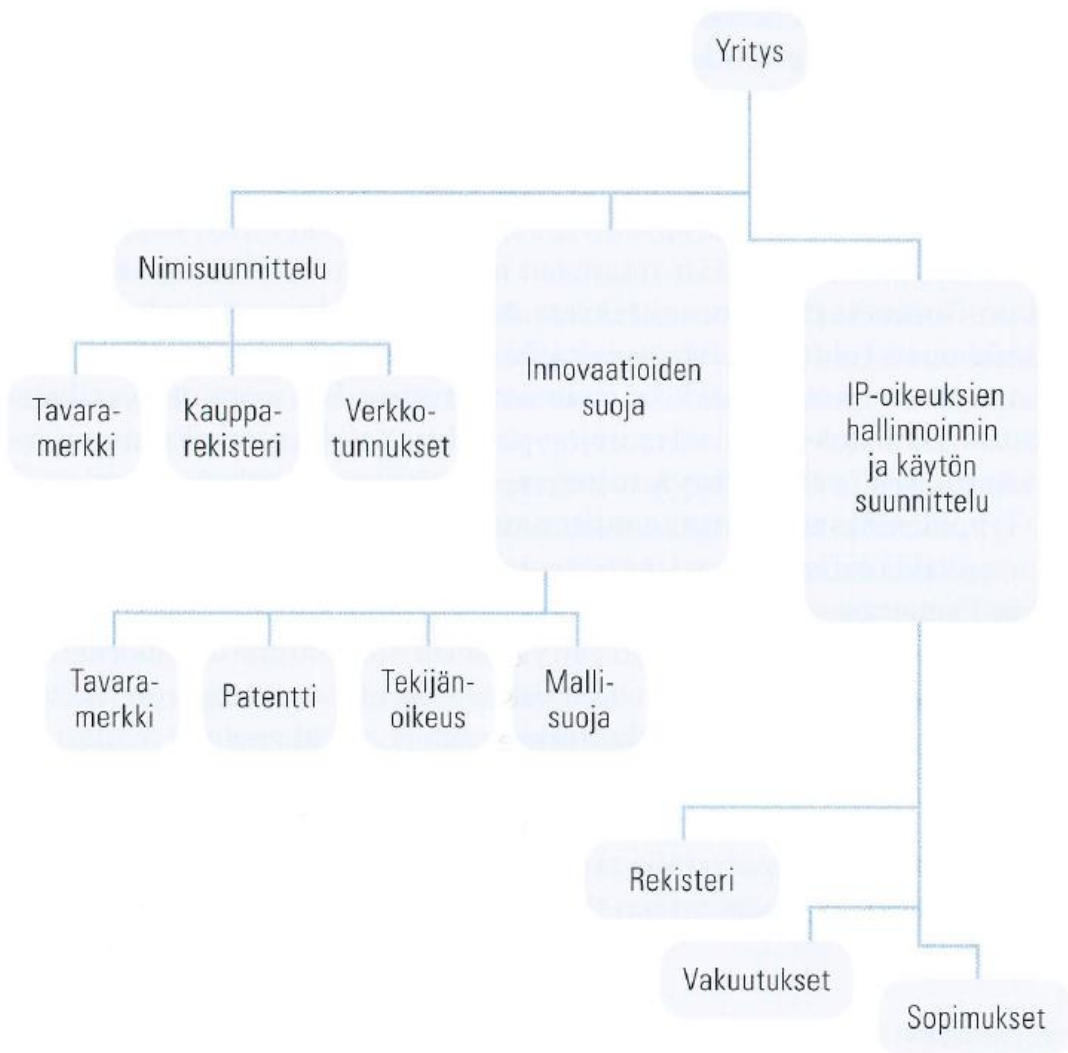 Yritys
Nimisuunnittelu
Innovaatioiden
suoja
IP-oikeuksien
hallinnoinnin
ja käytön
suunnittelu
Tavara-
merkki
Kauppa-
rekisteri
Verkko-
tunnukset
Tavara-
merkki
Patentti
Tekijän-
oikeus
Malli-
suoja
Rekisteri
Vakuutukset
Sopimukset